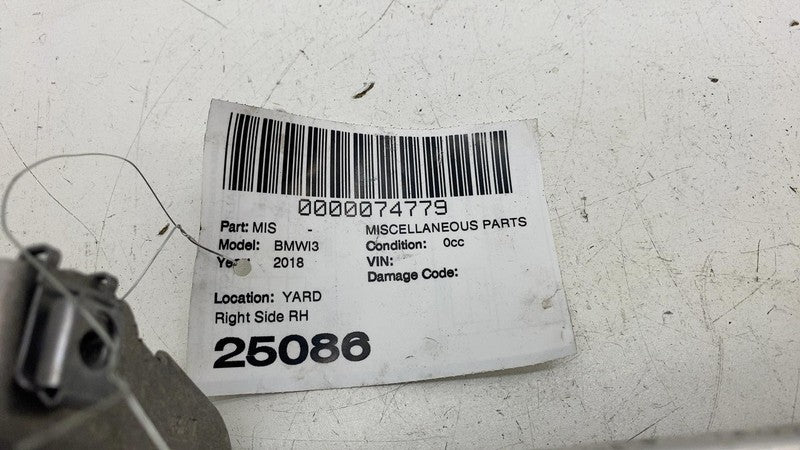 0000074779
Part: MIS - MISCELLANEOUS PARTS
Model: BMWI3 Condition: 0cc
2018 VIN:
Damage Code:
Location: YARD
Right Side RH
25086